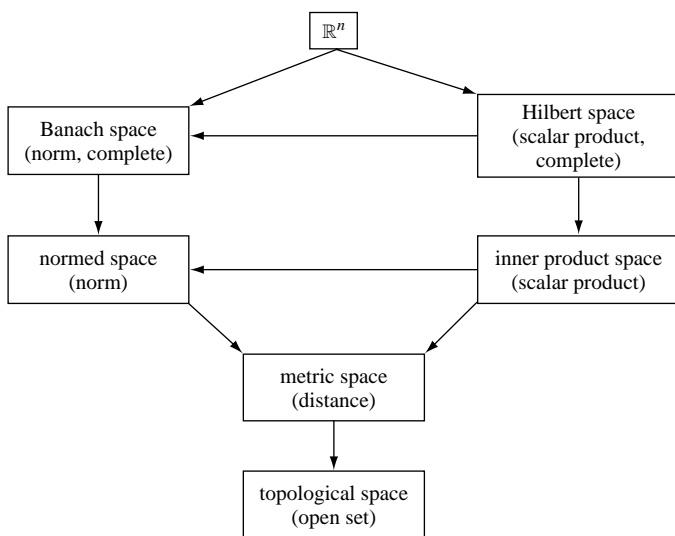 ℝⁿ
Banach space
(norm, complete)
Hilbert space
(scalar product,
complete)
normed space
(norm)
inner product space
(scalar product)
metric space
(distance)
topological space
(open set)